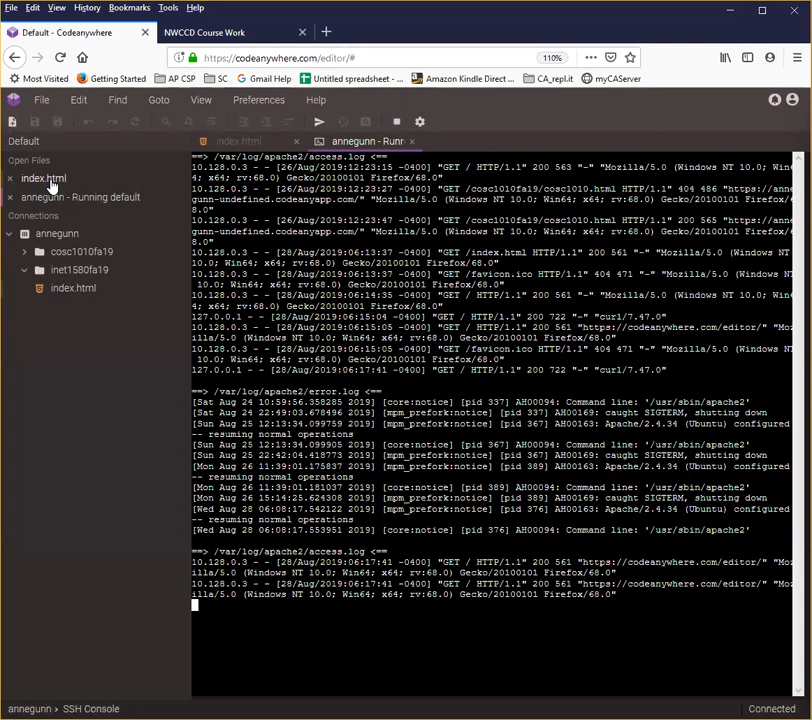 File Edit View History Bookmarks Tools Help
Default - Codeanywhere
NWCCD Course Work
https://codeanywhere.com/editor/#
110%
Most Visited Getting Started AP CSP SC Gmail Help Untitled spreadsheet - Amazon Kindle Direct ... CA_repl.it myCAServer
File Edit Find Goto View Preferences Help
Default
index.html
annegunn - Runn
Open Files
index.html
annegunn - Running default
Connections
annegunn
cosc1010fa19
inet1580fa19
index.html
==> /var/log/apache2/access.log <==
10.128.0.3 - - [26/Aug/2019:12:23:15 -0400] "GET / HTTP/1.1" 200 563 "-" "Mozilla/5.0 (Windows NT 10.0; Win6
4; x64; rv:68.0) Gecko/20100101 Firefox/68.0"
10.128.0.3 - - [26/Aug/2019:12:23:27 -0400] "GET /cosc1010fa19/cosc1010.html HTTP/1.1" 404 486 "https://anne
gunn-undefined.codeanyapp.com/" "Mozilla/5.0 (Windows NT 10.0; Win64; x64; rv:68.0) Gecko/20100101 Firefox/6
8.0"
10.128.0.3 - - [26/Aug/2019:12:23:27 -0400] "GET /cosc1010fa19/cosc1010.html HTTP/1.1" 200 565 "https://anne
gunn-undefined.codeanyapp.com/" "Mozilla/5.0 (Windows NT 10.0; Win64; x64; rv:68.0) Gecko/20100101 Firefox/6
8.0"
10.128.0.3 - - [28/Aug/2019:06:13:37 -0400] "GET /index.html HTTP/1.1" 200 561 "-" "Mozilla/5.0 (Windows NT
10.0; Win64; x64; rv:68.0) Gecko/20100101 Firefox/68.0"
10.128.0.3 - - [28/Aug/2019:06:13:37 -0400] "GET /favicon.ico HTTP/1.1" 404 471 "-" "Mozilla/5.0 (Windows NT
10.0; Win64; x64; rv:68.0) Gecko/20100101 Firefox/68.0"
10.128.0.3 - - [28/Aug/2019:06:14:35 -0400] "GET / HTTP/1.1" 200 561 "-" "Mozilla/5.0 (Windows NT 10.0; Win6
4; x64; rv:68.0) Gecko/20100101 Firefox/68.0"
127.0.0.1 - - [28/Aug/2019:06:15:04 -0400] "GET / HTTP/1.1" 200 722 "-" "curl/7.47.0"
10.128.0.3 - - [28/Aug/2019:06:15:05 -0400] "GET / HTTP/1.1" 200 561 "https://codeanywhere.com/editor/" "Moz
illa/5.0 (Windows NT 10.0; Win64; x64; rv:68.0) Gecko/20100101 Firefox/68.0"
10.128.0.3 - - [28/Aug/2019:06:15:05 -0400] "GET /favicon.ico HTTP/1.1" 404 471 "-" "Mozilla/5.0 (Windows NT
10.0; Win64; x64; rv:68.0) Gecko/20100101 Firefox/68.0"
127.0.0.1 - - [28/Aug/2019:06:17:41 -0400] "GET / HTTP/1.1" 200 722 "-" "curl/7.47.0"
==> /var/log/apache2/error.log <==
[Sat Aug 24 10:59:56.358285 2019] [core:notice] [pid 337] AH00094: Command line: '/usr/sbin/apache2'
[Sat Aug 24 22:49:03.678496 2019] [mpm_prefork:notice] [pid 337] AH00169: caught SIGTERM, shutting down
[Sun Aug 25 12:13:34.099759 2019] [mpm_prefork:notice] [pid 367] AH00163: Apache/2.4.34 (Ubuntu) configured
-- resuming normal operations
[Sun Aug 25 12:13:34.099905 2019] [core:notice] [pid 367] AH00094: Command line: '/usr/sbin/apache2'
[Sun Aug 25 22:42:04.418773 2019] [mpm_prefork:notice] [pid 367] AH00169: caught SIGTERM, shutting down
[Mon Aug 26 11:39:01.175837 2019] [mpm_prefork:notice] [pid 389] AH00163: Apache/2.4.34 (Ubuntu) configured
-- resuming normal operations
[Mon Aug 26 11:39:01.181037 2019] [core:notice] [pid 389] AH00094: Command line: '/usr/sbin/apache2'
[Mon Aug 26 15:14:25.624308 2019] [mpm_prefork:notice] [pid 389] AH00169: caught SIGTERM, shutting down
[Wed Aug 28 06:08:17.542122 2019] [mpm_prefork:notice] [pid 376] AH00163: Apache/2.4.34 (Ubuntu) configured
-- resuming normal operations
[Wed Aug 28 06:08:17.553951 2019] [core:notice] [pid 376] AH00094: Command line: '/usr/sbin/apache2'
==> /var/log/apache2/access.log <==
10.128.0.3 - - [28/Aug/2019:06:17:41 -0400] "GET / HTTP/1.1" 200 561 "https://codeanywhere.com/editor/" "Moz
illa/5.0 (Windows NT 10.0; Win64; x64; rv:68.0) Gecko/20100101 Firefox/68.0"
10.128.0.3 - - [28/Aug/2019:06:17:41 -0400] "GET / HTTP/1.1" 200 561 "https://codeanywhere.com/editor/" "Moz
illa/5.0 (Windows NT 10.0; Win64; x64; rv:68.0) Gecko/20100101 Firefox/68.0"
annegunn > SSH Console
Connected